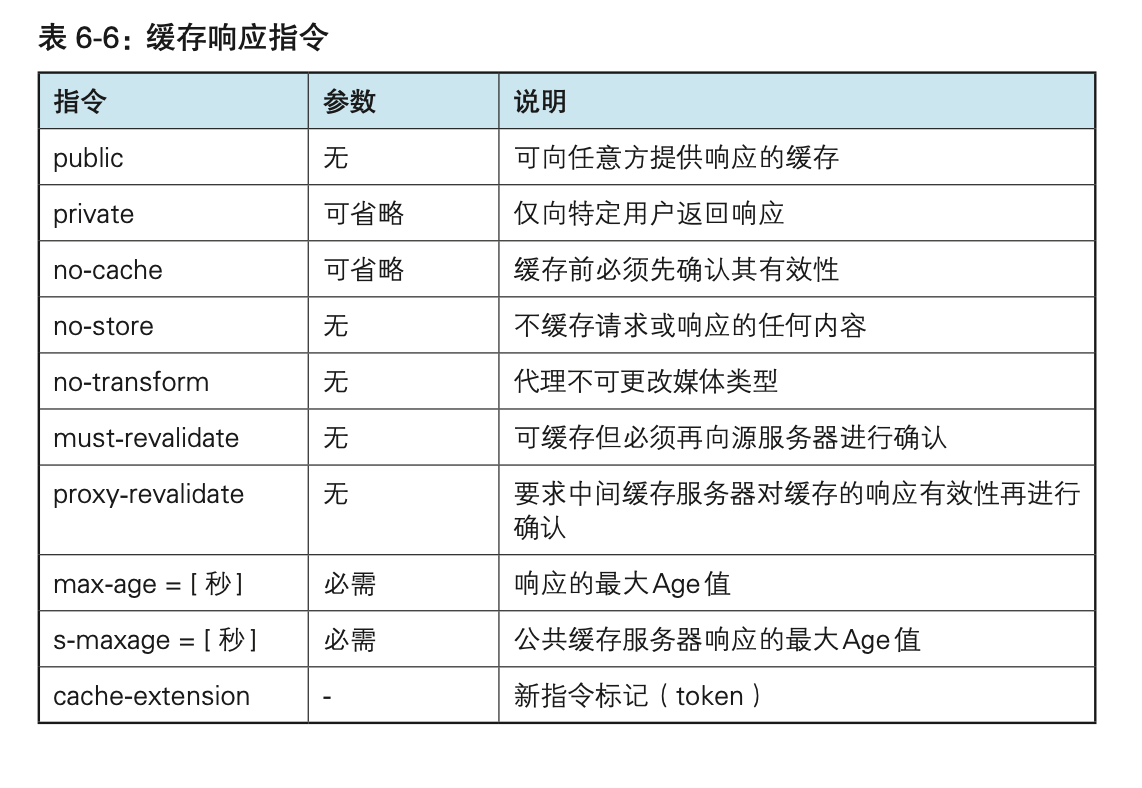 表 6-6：缓存响应指令
指令 参数 说明
public 无 可向任意方提供响应的缓存
private 可省略 仅向特定用户返回响应
no-cache 可省略 缓存前必须先确认其有效性
no-store 无 不缓存请求或响应的任何内容
no-transform 无 代理不可更改媒体类型
must-revalidate 无 可缓存但必须再向源服务器进行确认
proxy-revalidate 无 要求中间缓存服务器对缓存的响应有效性再进行
确认
max-age = [ 秒] 必需 响应的最大Age值
s-maxage = [ 秒] 必需 公共缓存服务器响应的最大Age值
cache-extension - 新指令标记（token）